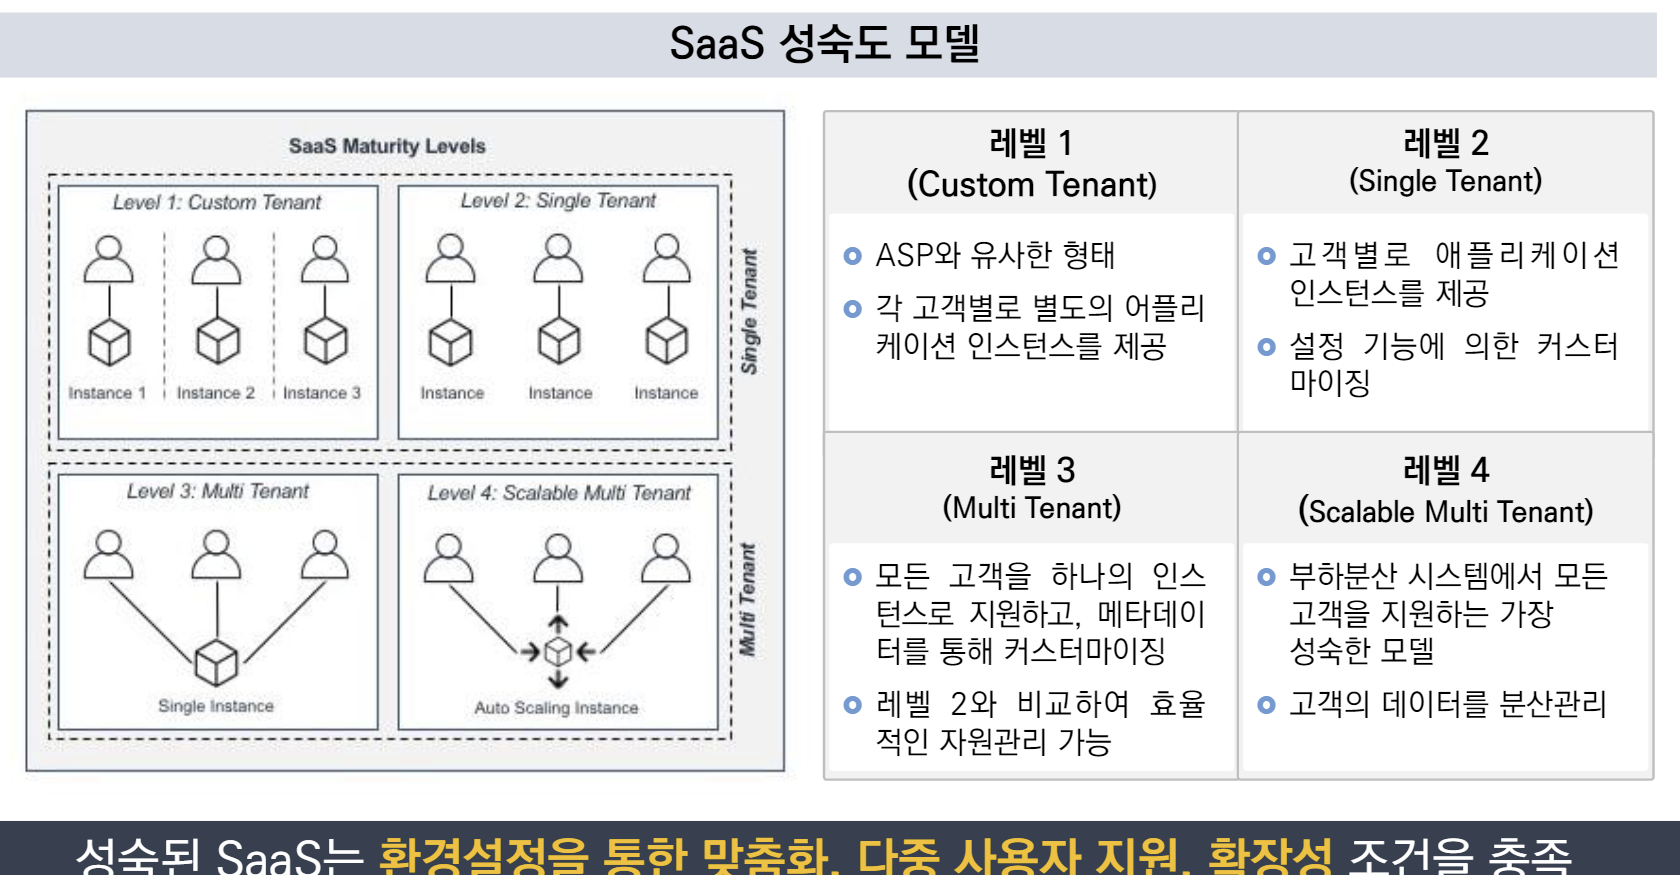 SaaS 성숙도 모델
SaaS Maturity Levels
Level 1: Custom Tenant
Instance 1
Instance 2
Instance 3
Level 2: Single Tenant
Instance
Instance
Instance
Single Tenant
Level 3: Multi Tenant
Single Instance
Level 4: Scalable Multi Tenant
Auto Scaling Instance
Multi Tenant
레벨 1
(Custom Tenant)
ASP와 유사한 형태
각 고객별로 별도의 어플리
케이션 인스턴스를 제공
레벨 2
(Single Tenant)
고객별로 애플리케이션
인스턴스를 제공
설정 기능에 의한 커스터
마이징
레벨 3
(Multi Tenant)
모든 고객을 하나의 인스
턴스로 지원하고, 메타데이
터를 통해 커스터마이징
레벨 2와 비교하여 효율
적인 자원관리 가능
레벨 4
(Scalable Multi Tenant)
부하분산 시스템에서 모든
고객을 지원하는 가장
성숙한 모델
고객의 데이터를 분산관리
성숙된 SaaS는 환경설정을 통한 맞춤화, 다중 사용자 지원, 확장성 조건을 충족